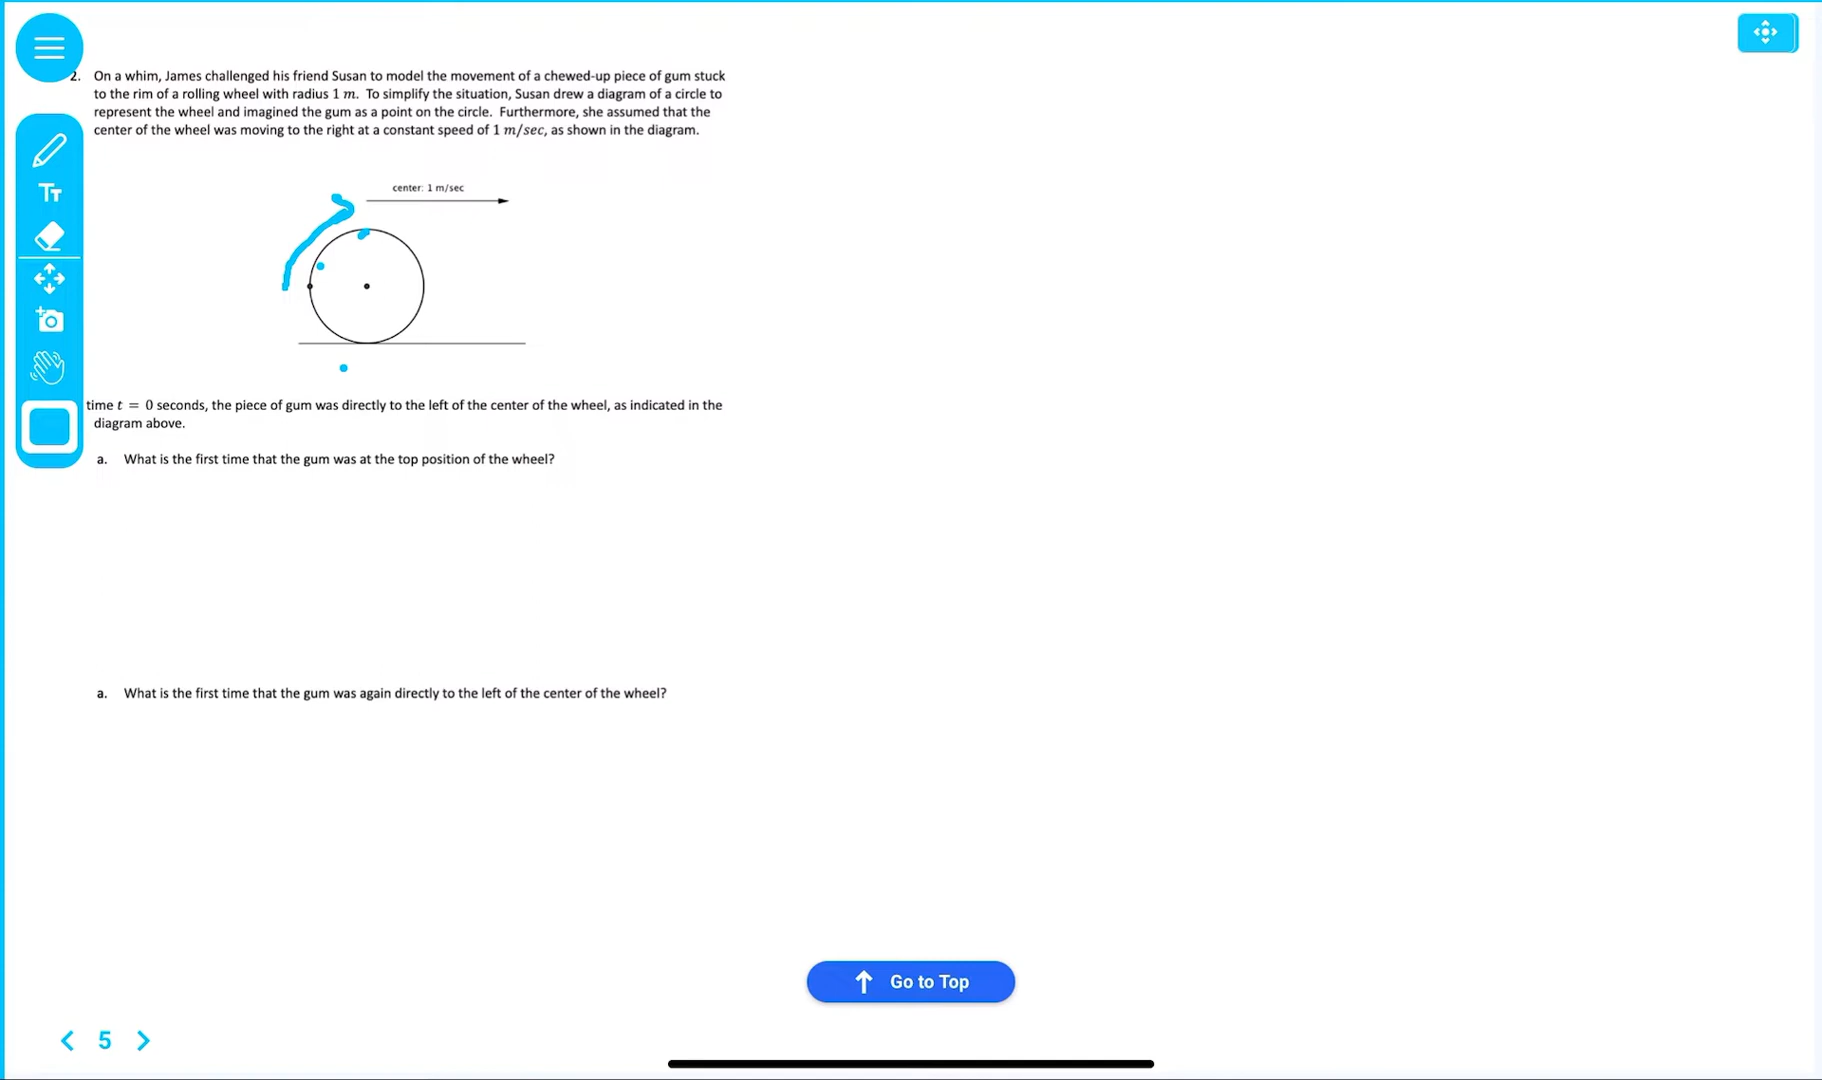 2. On a whim, James challenged his friend Susan to model the movement of a chewed-up piece of gum stuck
to the rim of a rolling wheel with radius 1 m. To simplify the situation, Susan drew a diagram of a circle to
represent the wheel and imagined the gum as a point on the circle. Furthermore, she assumed that the
center of the wheel was moving to the right at a constant speed of 1 m/sec, as shown in the diagram.
Tт
center: 1 m/sec
time t = 0 seconds, the piece of gum was directly to the left of the center of the wheel, as indicated in the
diagram above.
a. What is the first time that the gum was at the top position of the wheel?
a. What is the first time that the gum was again directly to the left of the center of the wheel?
Go to Top
5